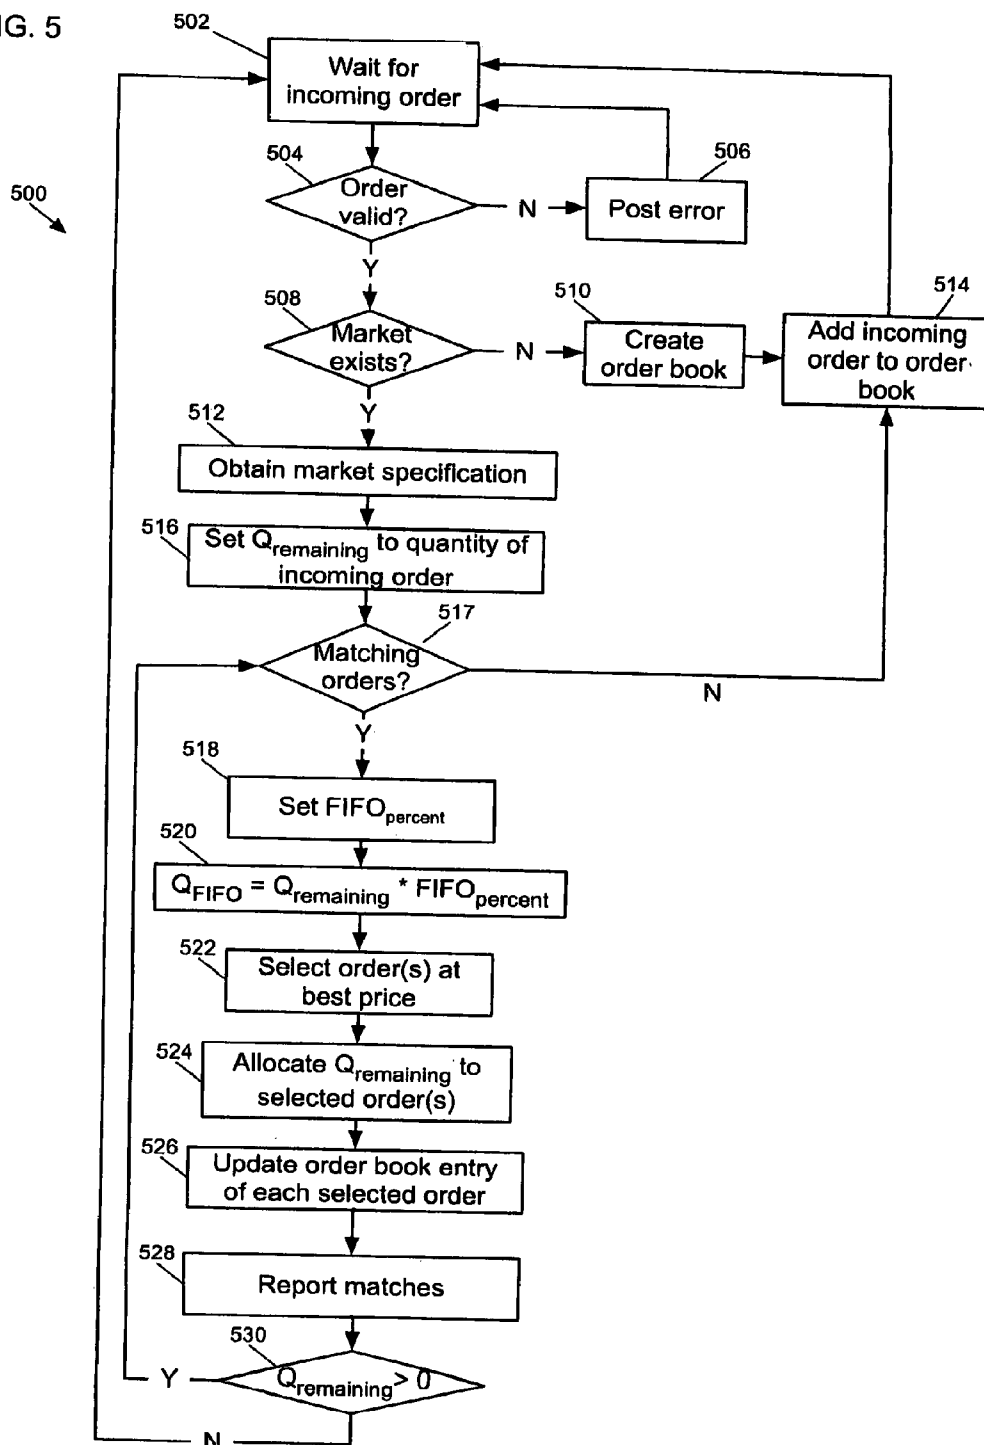 IG. 5
502
Wait for
incoming order
504
Order
valid?
N
506
Post error
500
Y
508
Market
exists?
N
510
Create
order book
514
Add incoming
order to order
book
Y
512
Obtain market specification
516
Set Qremaining to quantity of
incoming order
517
Matching
orders?
N
Y
518
Set FIFOpercent
520
QFIFO = Qremaining * FIFOpercent
522
Select order(s) at
best price
524
Allocate Qremaining to
selected order(s)
526
Update order book entry
of each selected order
528
Report matches
530
Qremaining > 0
Y
N